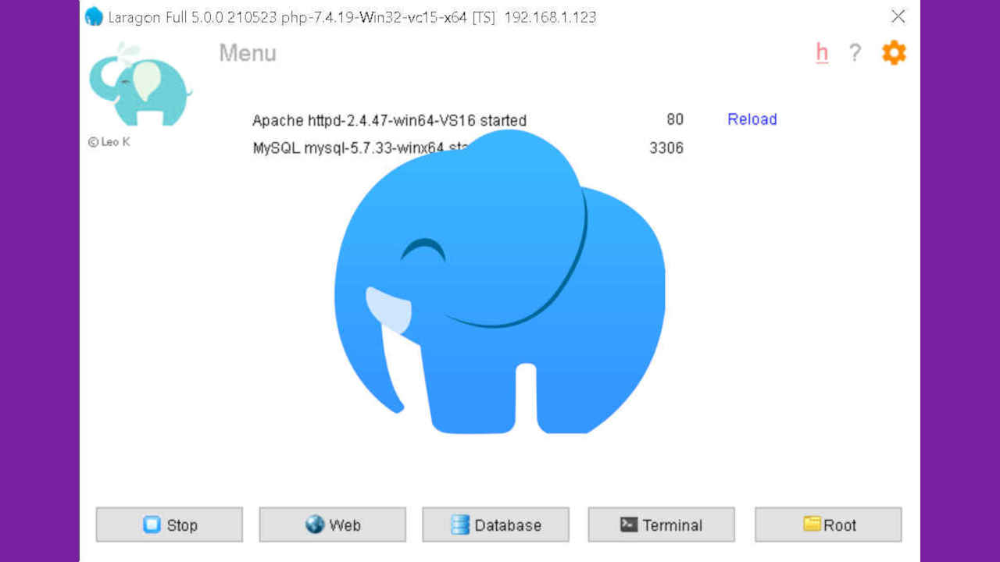 Laragon Full 5.0.0 210523 php-7.4.19-Win32-vc15-x64 [TS] 192.168.1.123
Menu
h ?
Apache httpd-2.4.47-win64-VS16 started 80 Reload
© Leo K
MySQL mysql-5.7.33-winx64 3306
Stop Web Database Terminal Root